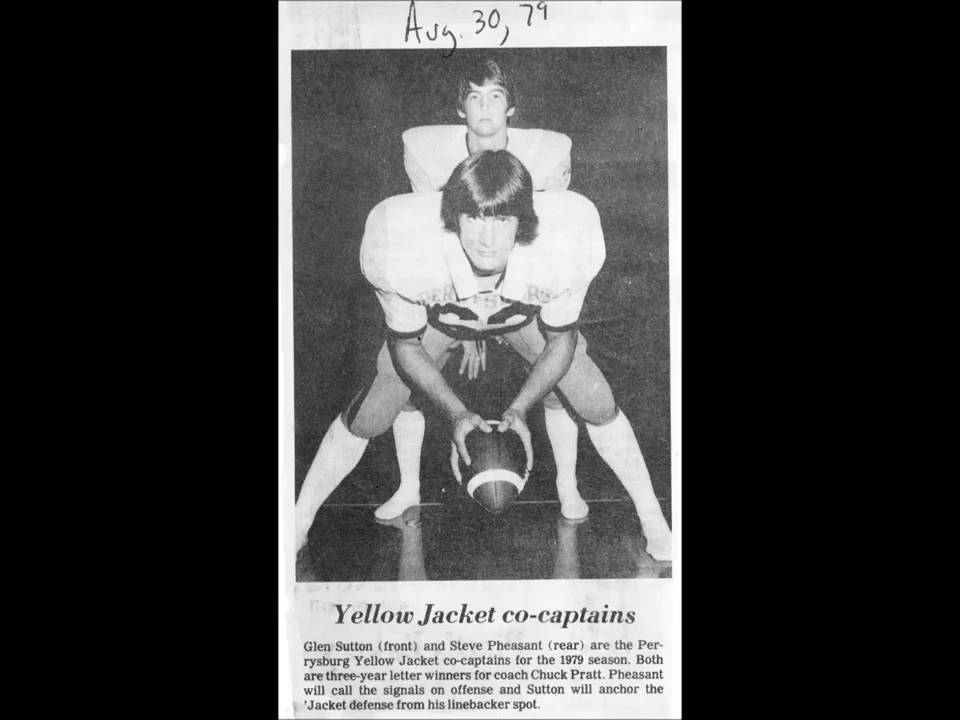 Aug. 30, 79
Yellow Jacket co-captains
Glen Sutton (front) and Steve Pheasant (rear) are the Per-
rysburg Yellow Jacket co-captains for the 1979 season. Both
are three-year letter winners for coach Chuck Pratt. Pheasant
will call the signals on offense and Sutton will anchor the
'Jacket defense from his linebacker spot.